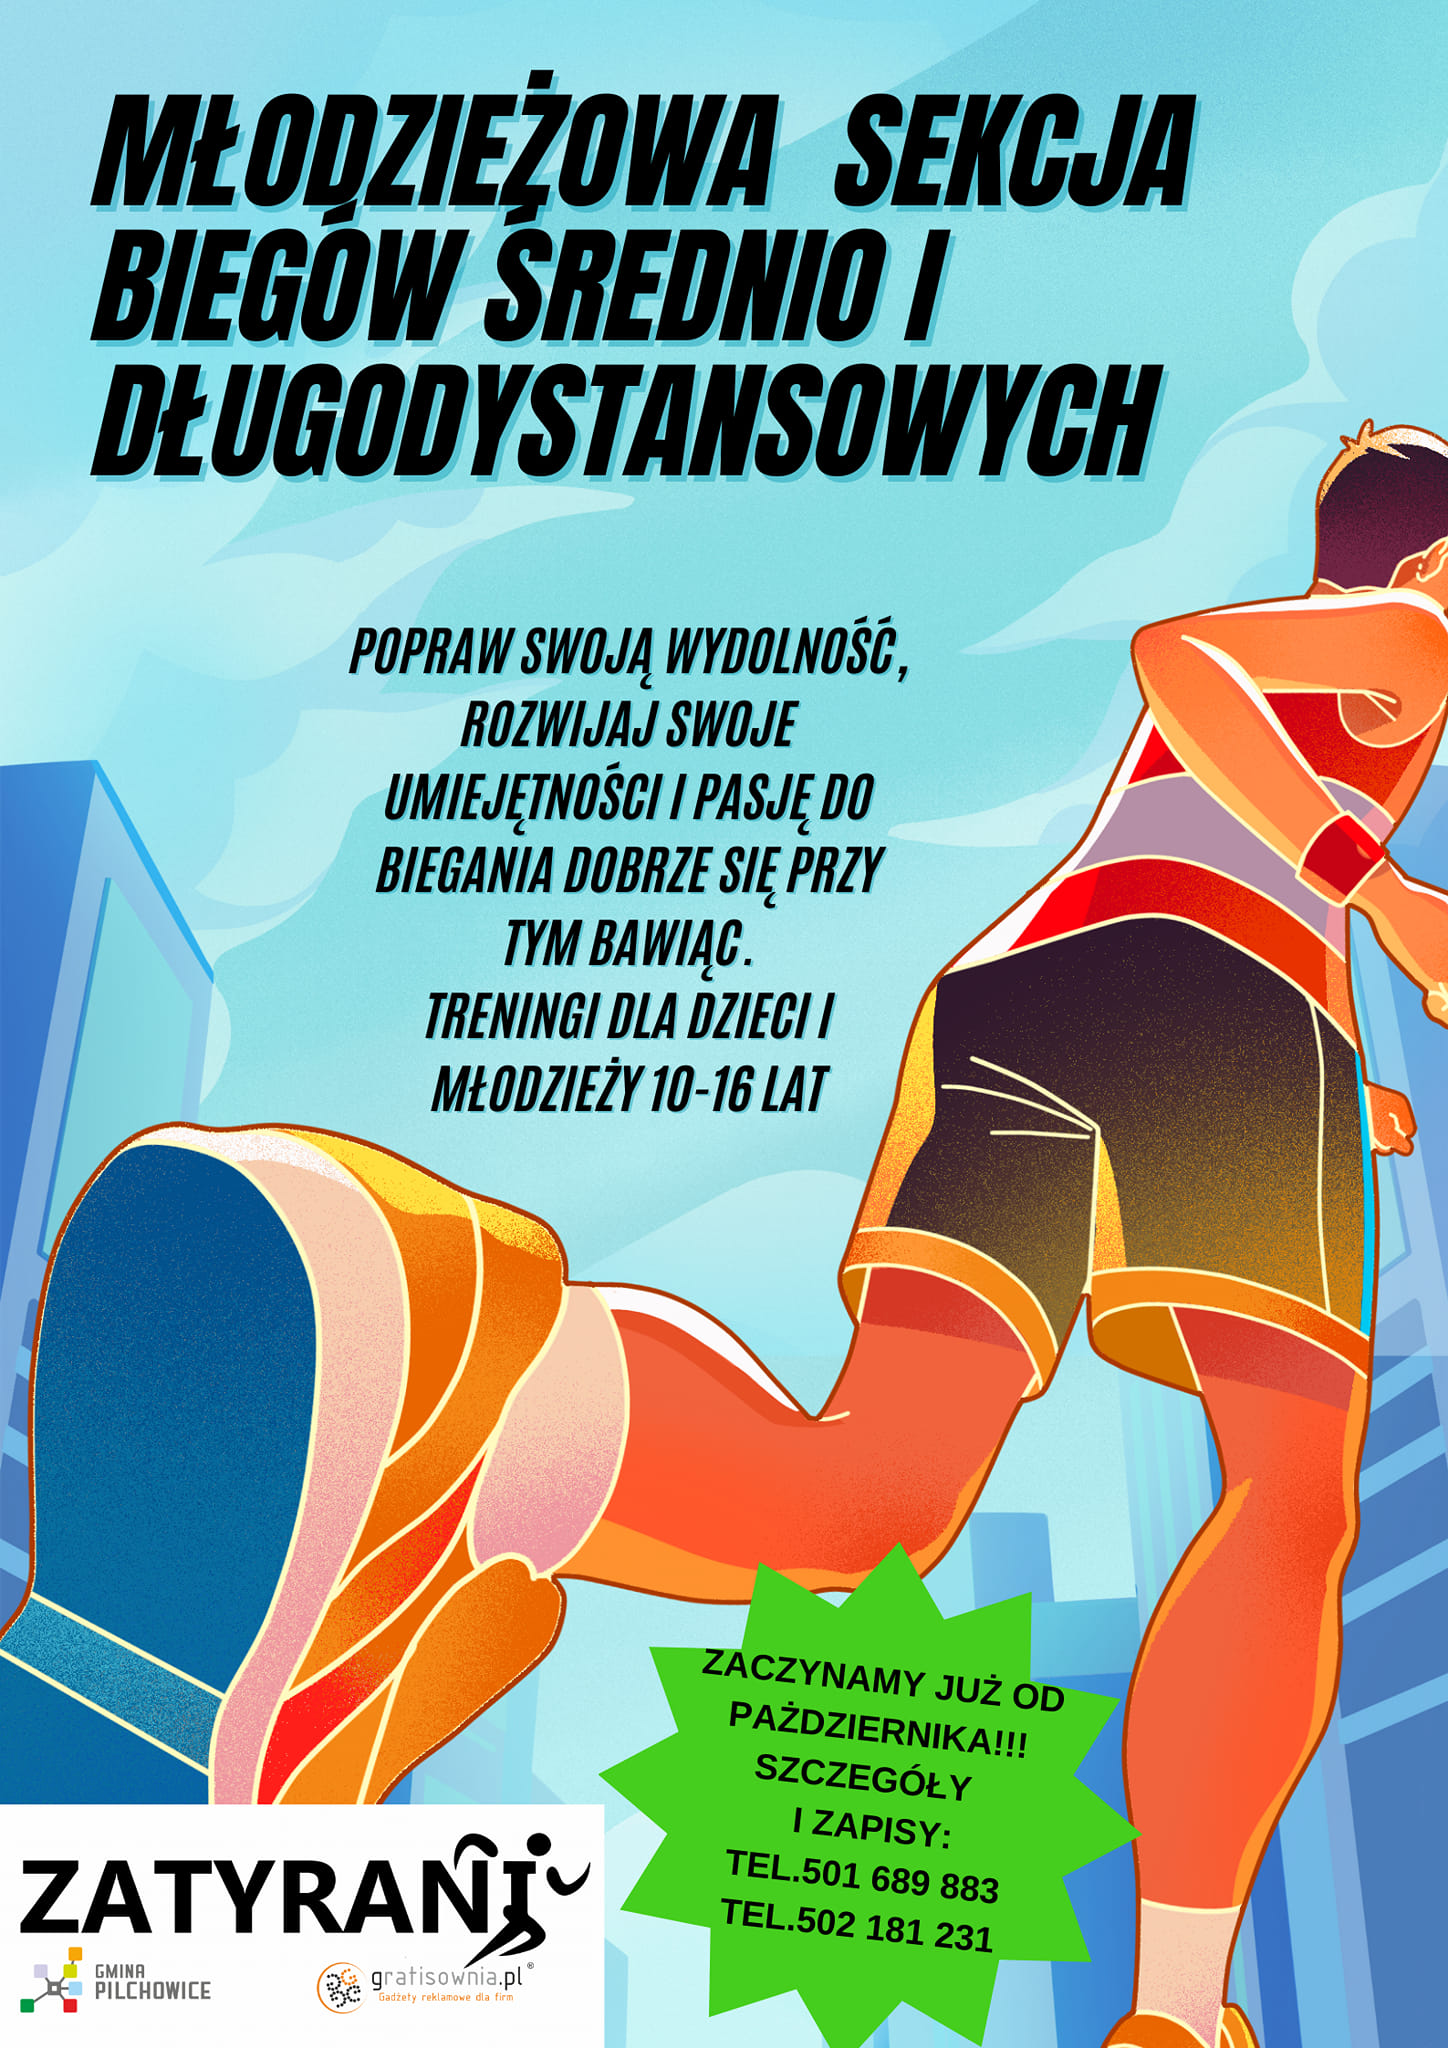 MŁODZIEŻOWA SEKCJA
BIEGÓW ŚREDNIO I
DŁUGODYSTANSOWYCH
POPRAW SWOJĄ WYDOLNOŚĆ,
ROZWIJAJ SWOJE
UMIEJĘTNOŚCI I PASJĘ DO
BIEGANIA DOBRZE SIĘ PRZY
TYM BAWIĄC.
TRENINGI DLA DZIECI I
MŁODZIEŻY 10-16 LAT
ZACZYNAMY JUŻ OD
PAŻDZIERNIKA!!!
SZCZEGÓŁY
I ZAPISY:
TEL.501 689 883
TEL.502 181 231
ZATYRANI
GMINA
PILCHOWICE
gratisownia.pl®
Gadżety reklamowe dla firm